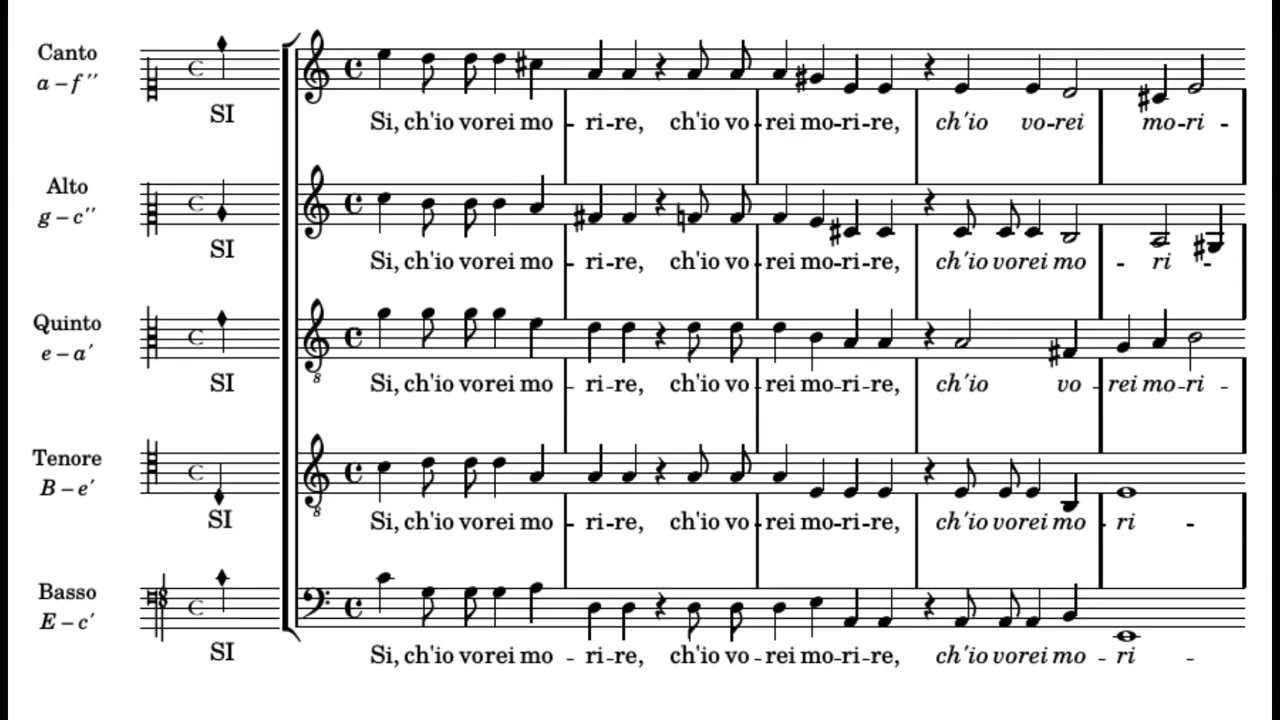 Canto
a – f''
SI
Si, ch'io vorei mo - ri-re, ch'io vo - rei mo-ri-re, ch'io vo-rei mo-ri -
Alto
g – c''
SI
Si, ch'io vorei mo - ri-re, ch'io vo - rei mo-ri-re, ch'io vorei mo - ri -
Quinto
e – a'
8
SI
Si, ch'io vorei mo - ri-re, ch'io vo - rei mo-ri-re, ch'io vo - rei mo-ri -
Tenore
B – e'
8
SI
Si, ch'io vorei mo - ri-re, ch'io vo - rei mo-ri-re, ch'io vorei mo - ri -
Basso
E – c'
SI
Si, ch'io vorei mo - ri-re, ch'io vo - rei mo-ri-re, ch'io vorei mo - ri -